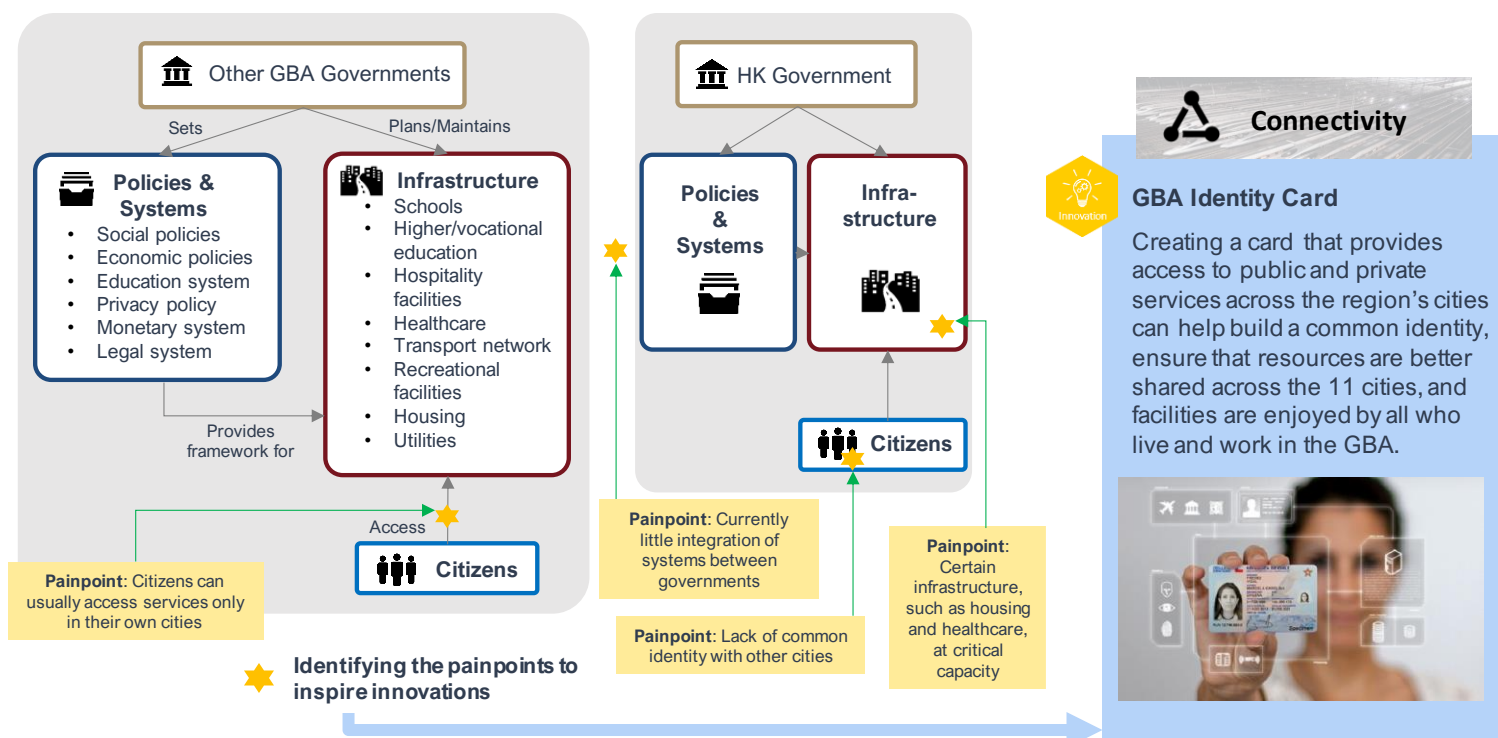 Other GBA Governments
Sets
Plans/Maintains
Policies &
Systems
• Social policies
• Economic policies
• Education system
• Privacy policy
• Monetary system
• Legal system
Infrastructure
• Schools
• Higher/vocational
education
• Hospitality
facilities
• Healthcare
• Transport network
• Recreational
facilities
• Housing
• Utilities
Provides
framework for
Access
Citizens
Painpoint: Citizens can
usually access services only
in their own cities
HK Government
Policies
&
Systems
Infra-
structure
Citizens
Painpoint: Currently
little integration of
systems between
governments
Painpoint: Lack of common
identity with other cities
Painpoint:
Certain
infrastructure,
such as housing
and healthcare,
at critical
capacity
Identifying the painpoints to
inspire innovations
Connectivity
Innovation
GBA Identity Card
Creating a card that provides
access to public and private
services across the region's cities
can help build a common identity,
ensure that resources are better
shared across the 11 cities, and
facilities are enjoyed by all who
live and work in the GBA.
Specimen